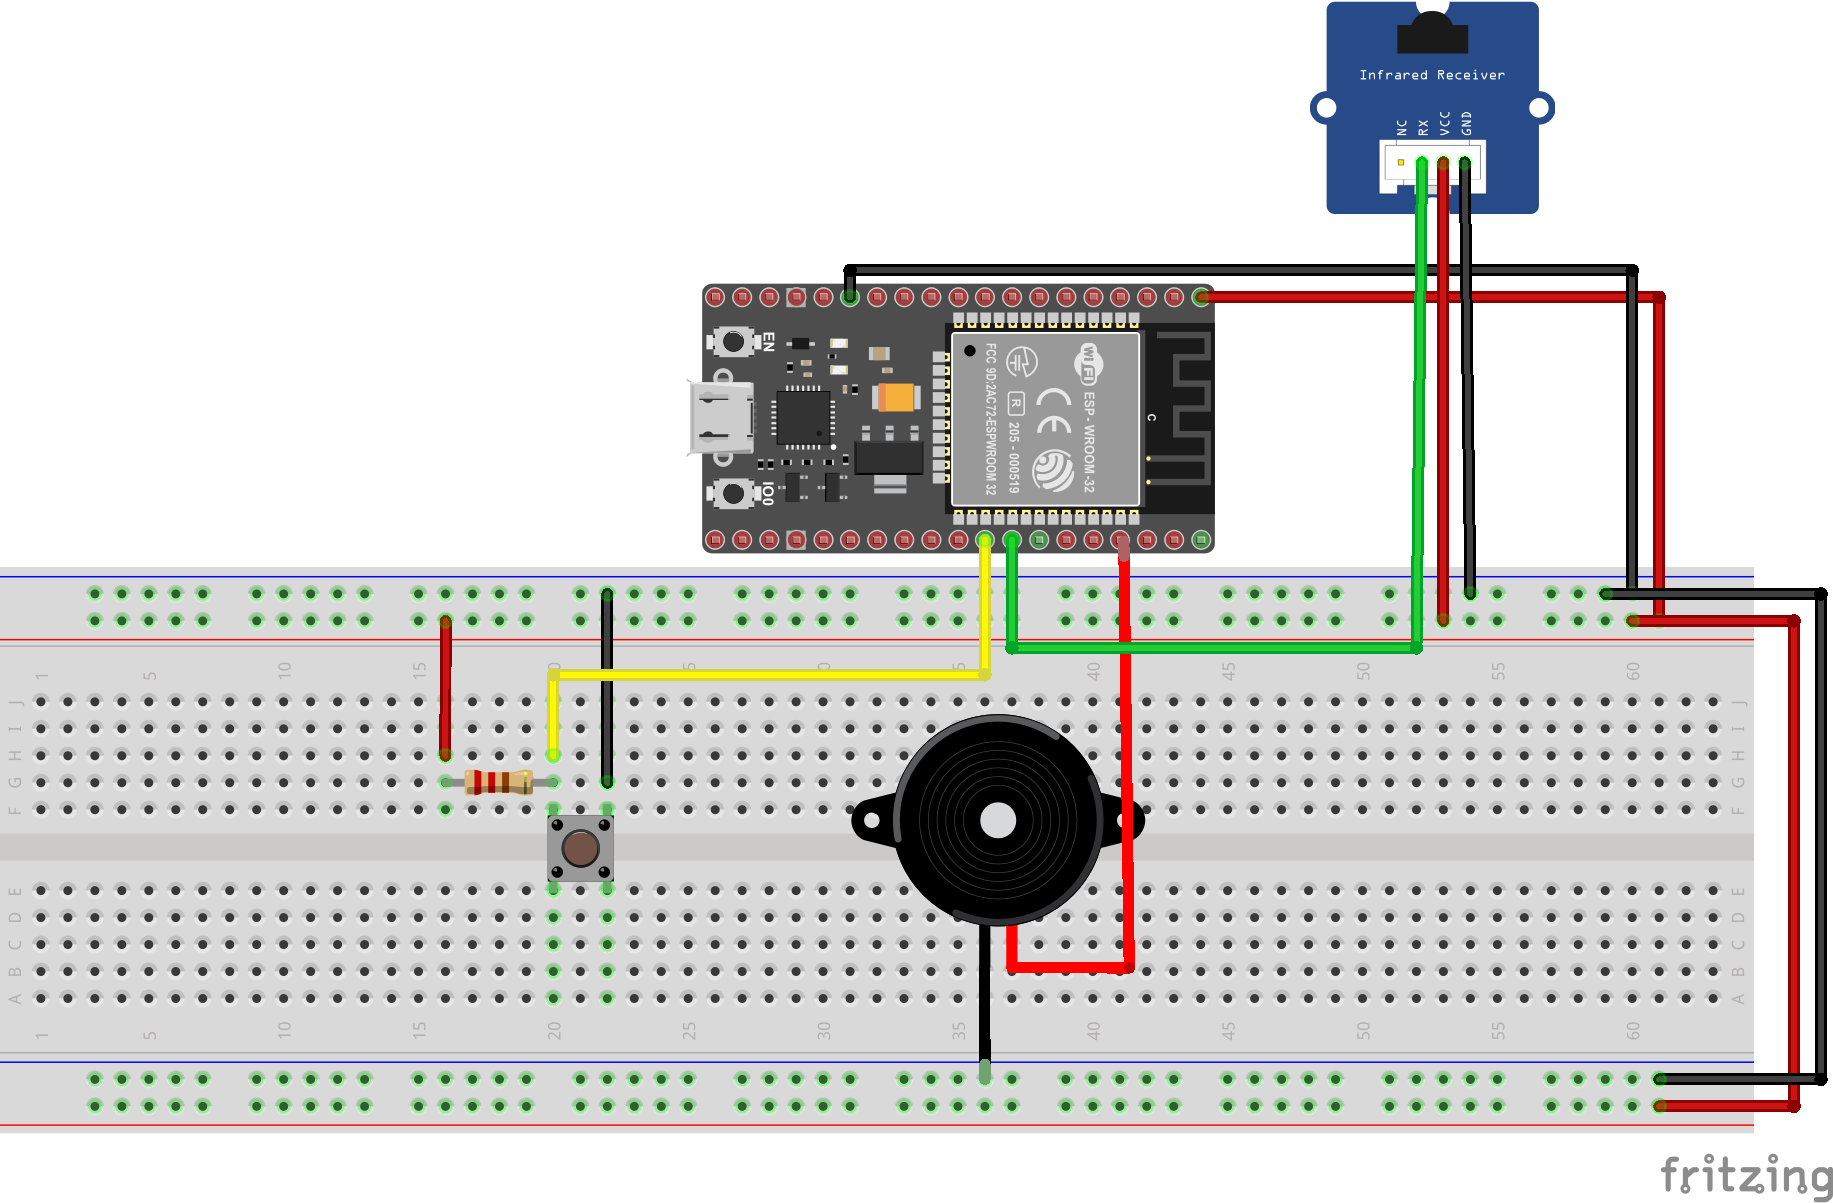 Infrared Receiver
NC
RX
VCC
GND
EN
IO0
FCC 9D:2AC72-ESPWROOM 32
R
205 - 000519
CE
WiFi
ESP - WROOM -32
C
1 5 10 15 20 25 30 35 40 45 50 55 60
J J
I I
H H
G G
F F
E E
D D
C C
B B
A A
1 5 10 15 20 25 30 35 40 45 50 55 60
fritzing